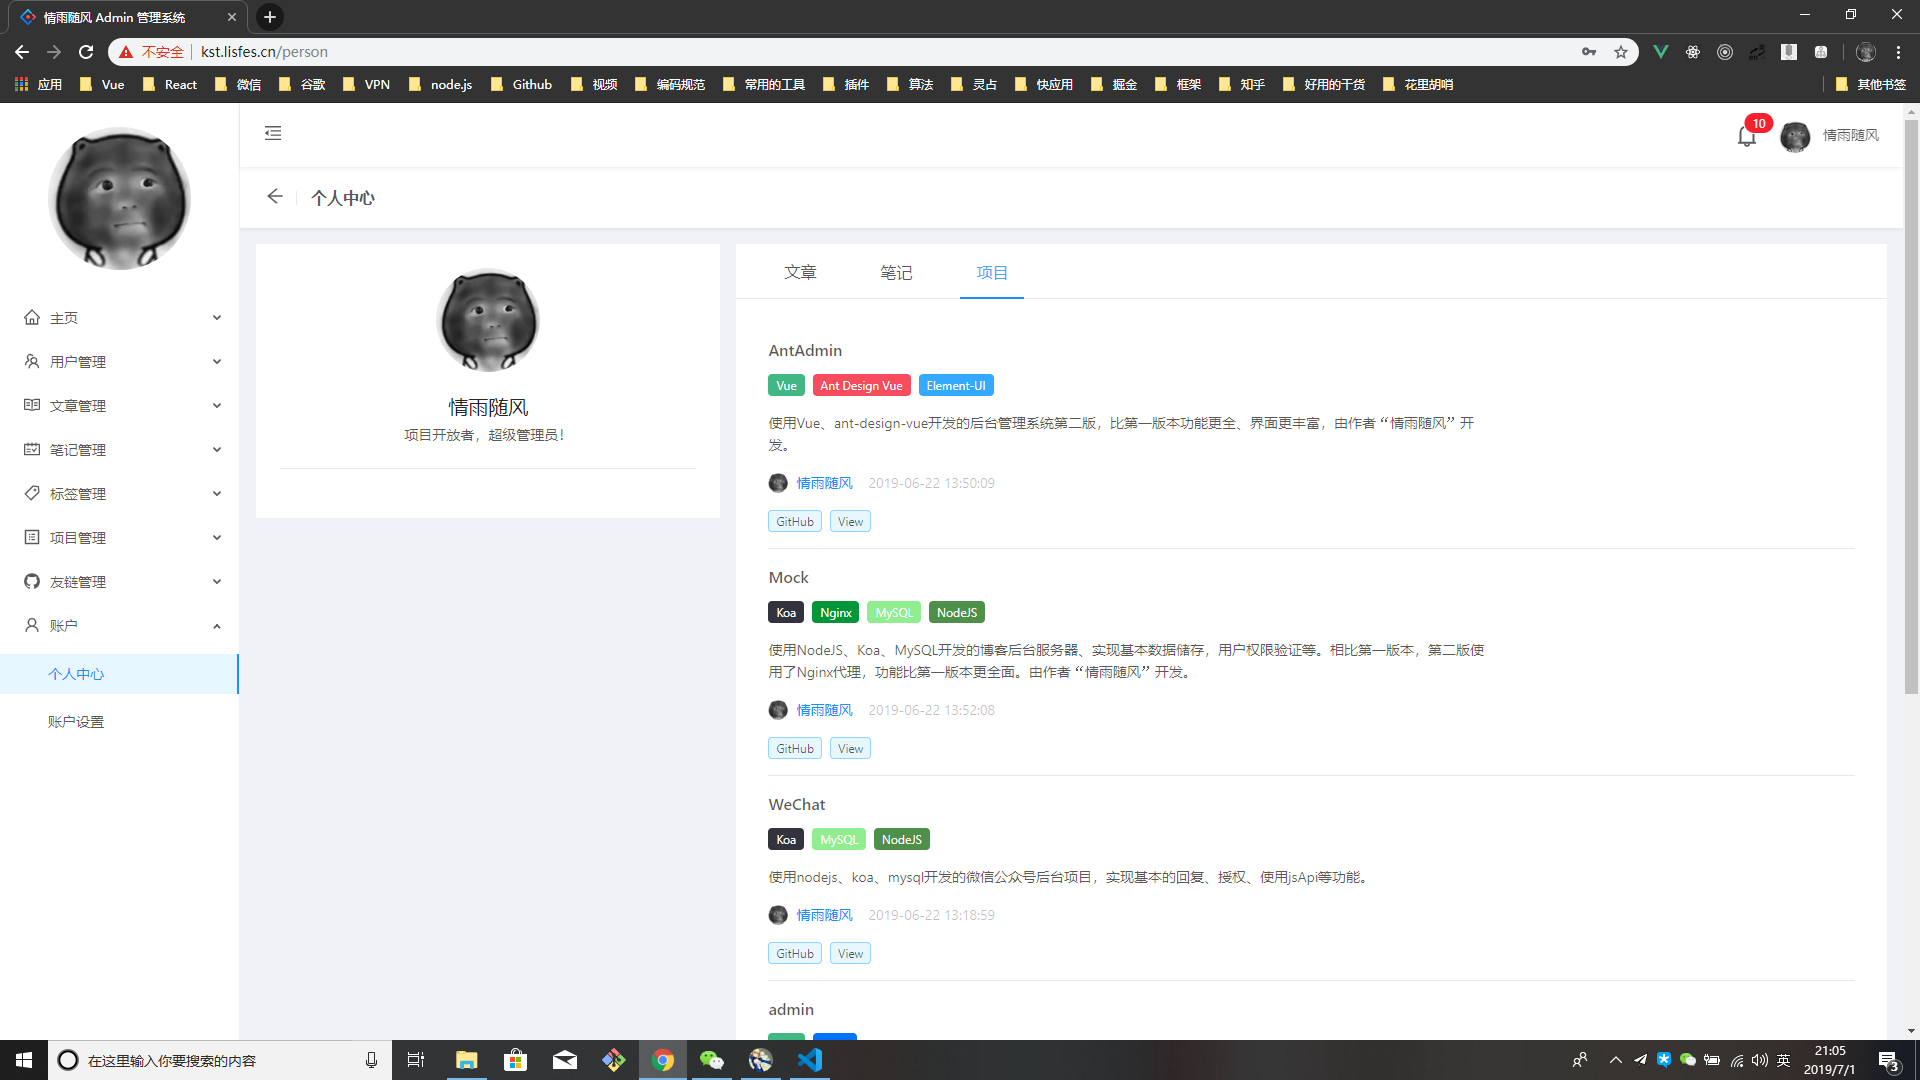 情雨随风 Admin 管理系统
不安全 kst.lisfes.cn/person
应用 Vue React 微信 谷歌 VPN node.js Github 视频 编码规范 常用的工具 插件 算法 灵占 快应用 掘金 框架 知乎 好用的干货 花里胡哨 其他书签
10
情雨随风
个人中心
主页
用户管理
文章管理
笔记管理
标签管理
项目管理
友链管理
账户
个人中心
账户设置
情雨随风
项目开放者，超级管理员！
文章 笔记 项目
AntAdmin
Vue Ant Design Vue Element-UI
使用Vue、ant-design-vue开发的后台管理系统第二版，比第一版本功能更全、界面更丰富，由作者“情雨随风”开
发。
情雨随风 2019-06-22 13:50:09
GitHub View
Mock
Koa Nginx MySQL NodeJS
使用NodeJS、Koa、MySQL开发的博客后台服务器、实现基本数据储存，用户权限验证等。相比第一版本，第二版使
用了Nginx代理，功能比第一版本更全面。由作者“情雨随风”开发。
情雨随风 2019-06-22 13:52:08
GitHub View
WeChat
Koa MySQL NodeJS
使用nodejs、koa、mysql开发的微信公众号后台项目，实现基本的回复、授权、使用jsApi等功能。
情雨随风 2019-06-22 13:18:59
GitHub View
admin
在这里输入你要搜索的内容
英
21:05
2019/7/1
3